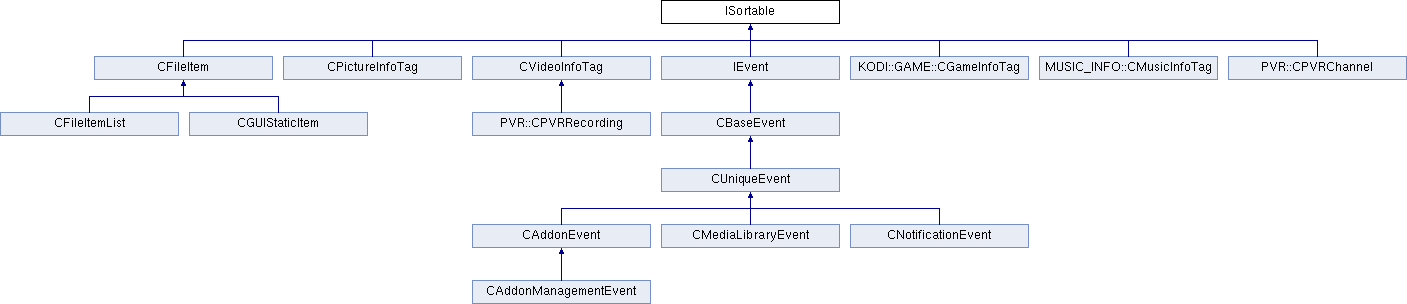 ISortable
CFileItem
CPictureInfoTag
CVideoInfoTag
IEvent
KODI::GAME::CGameInfoTag
MUSIC_INFO::CMusicInfoTag
PVR::CPVRChannel
CFileItemList
CGUIStaticItem
PVR::CPVRRecording
CBaseEvent
CUniqueEvent
CAddonEvent
CMediaLibraryEvent
CNotificationEvent
CAddonManagementEvent